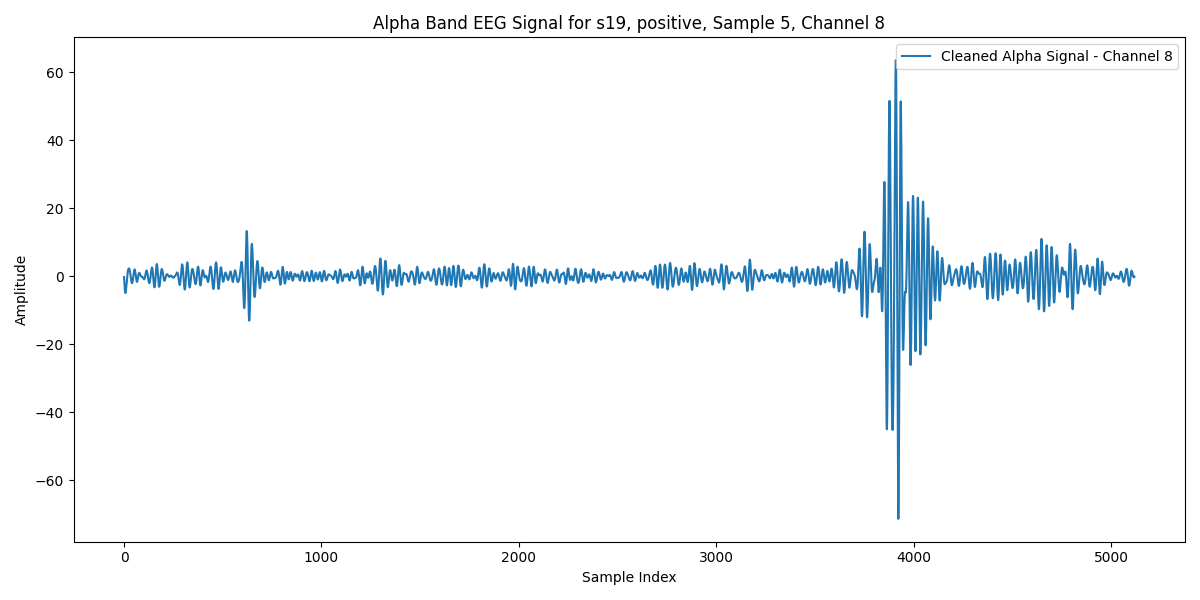 Alpha Band EEG Signal for s19, positive, Sample 5, Channel 8
Cleaned Alpha Signal - Channel 8
Amplitude
60
40
20
0
−20
−40
−60
0 1000 2000 3000 4000 5000
Sample Index